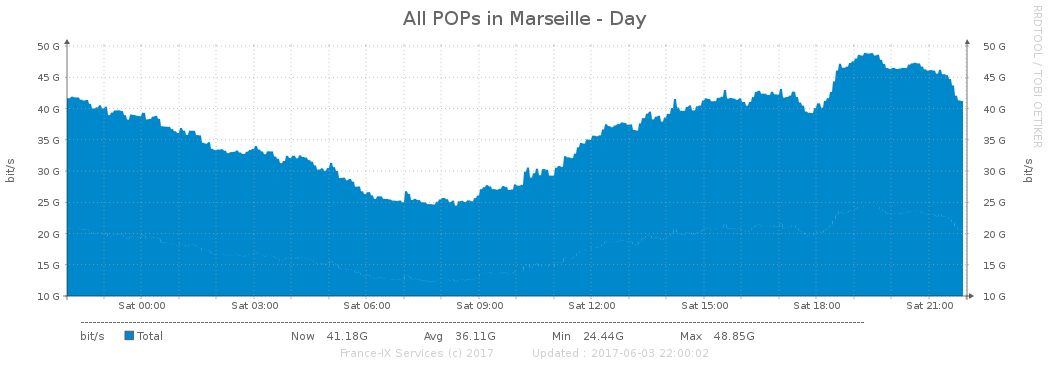 All POPs in Marseille - Day
RRDTOOL / TOBI OETIKER
50 G 50 G
45 G 45 G
40 G 40 G
35 G 35 G
30 G 30 G
25 G 25 G
20 G 20 G
15 G 15 G
10 G 10 G
bit/s bit/s
Sat 00:00 Sat 03:00 Sat 06:00 Sat 09:00 Sat 12:00 Sat 15:00 Sat 18:00 Sat 21:00
bit/s Total Now 41.18G Avg 36.11G Min 24.44G Max 48.85G
France-IX Services (c) 2017 Updated : 2017-06-03 22:00:02